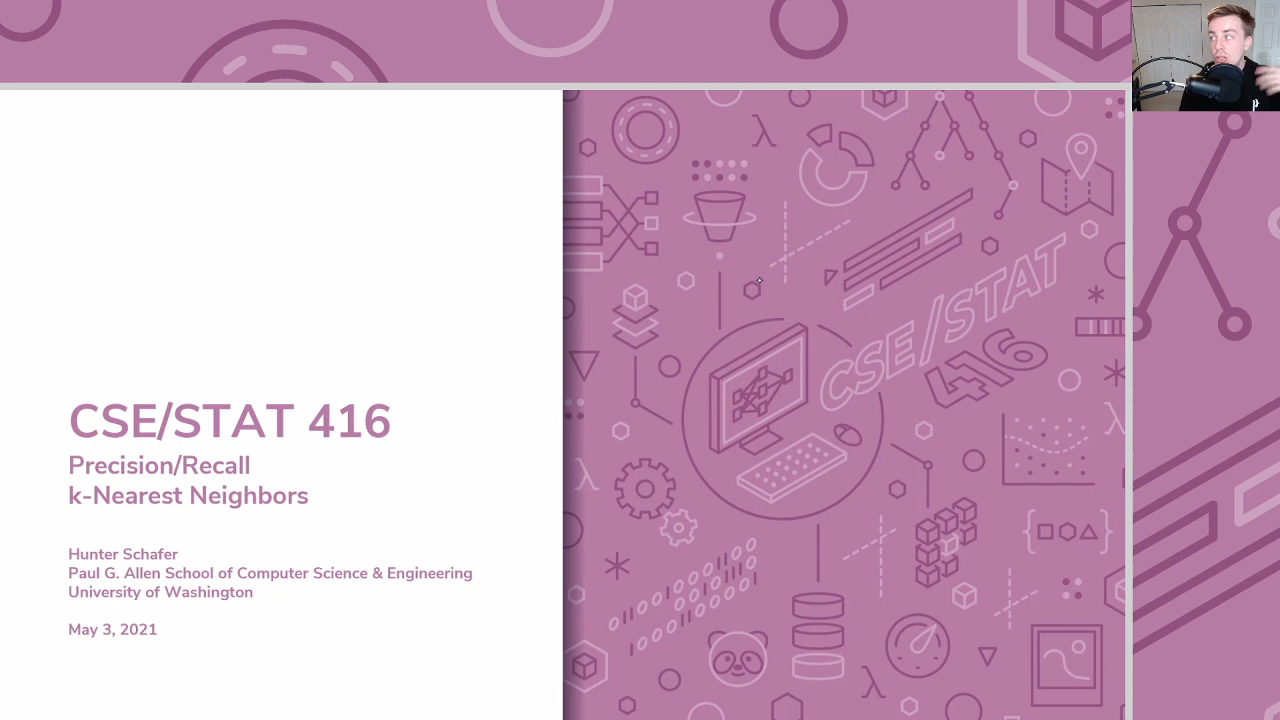 CSE/STAT 416
Precision/Recall
k-Nearest Neighbors
Hunter Schafer
Paul G. Allen School of Computer Science & Engineering
University of Washington
May 3, 2021
CSE/STAT
416